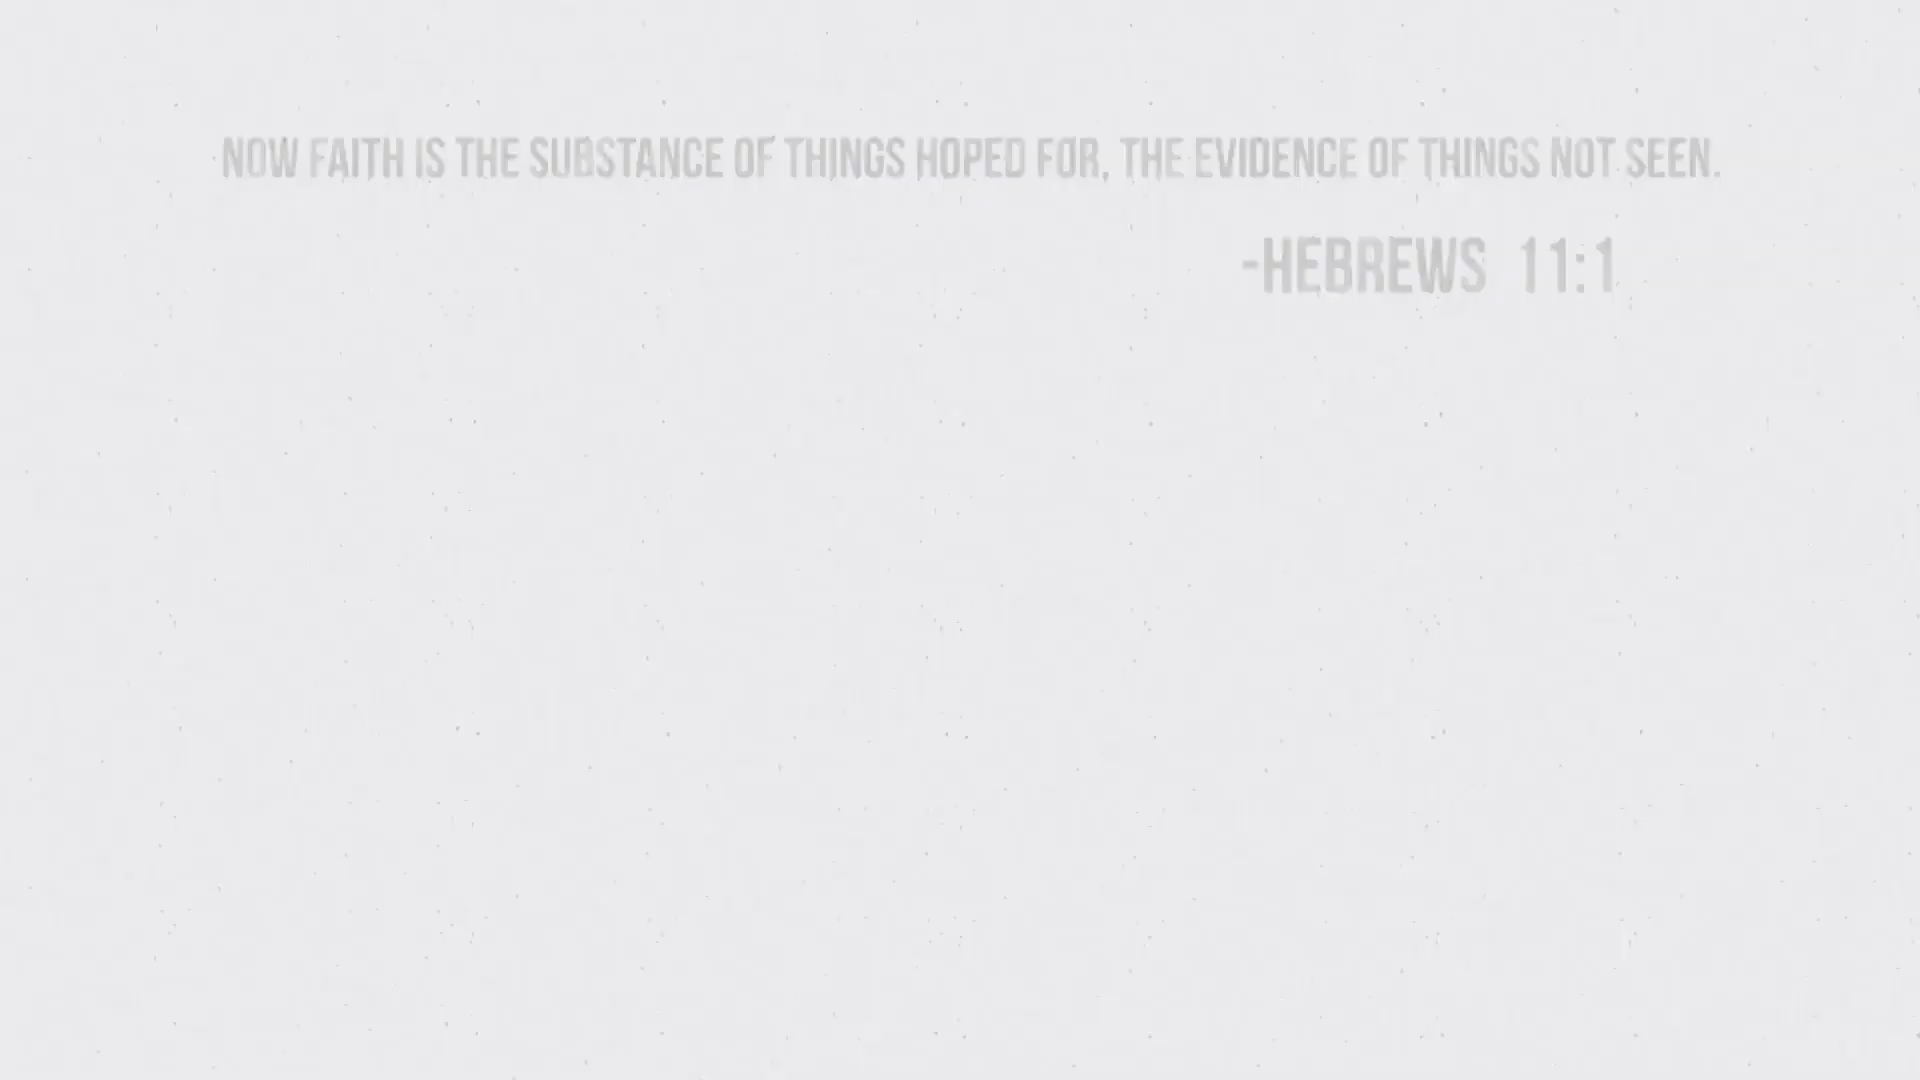 NOW FAITH IS THE SUBSTANCE OF THINGS HOPED FOR, THE EVIDENCE OF THINGS NOT SEEN.
-HEBREWS 11:1